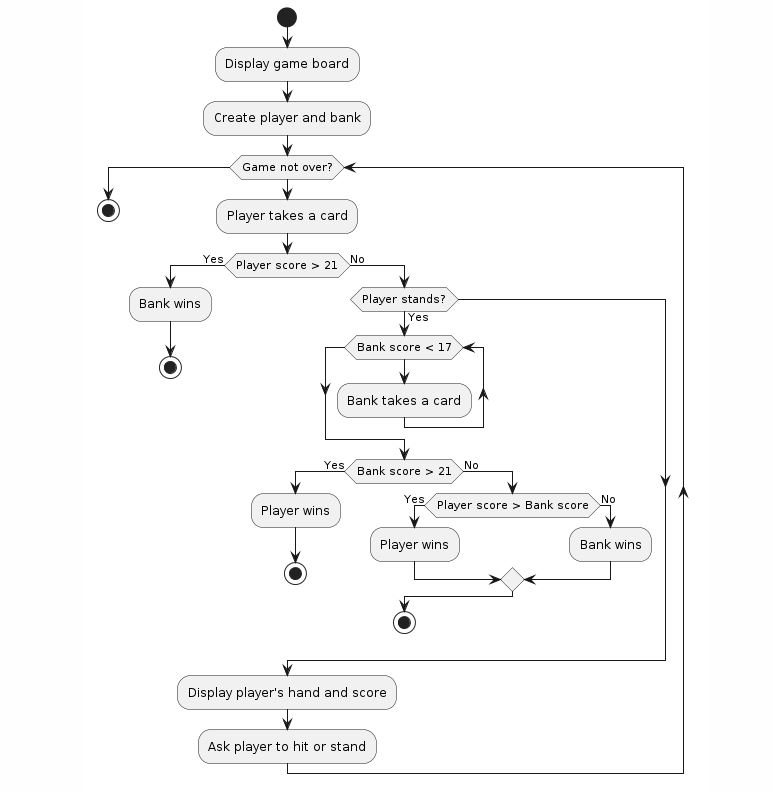 Display game board
Create player and bank
Game not over?
Player takes a card
Yes
Player score > 21
No
Bank wins
Player stands?
Yes
Bank score < 17
Bank takes a card
Yes
Bank score > 21
No
Player wins
Yes
Player score > Bank score
No
Player wins
Bank wins
Display player's hand and score
Ask player to hit or stand